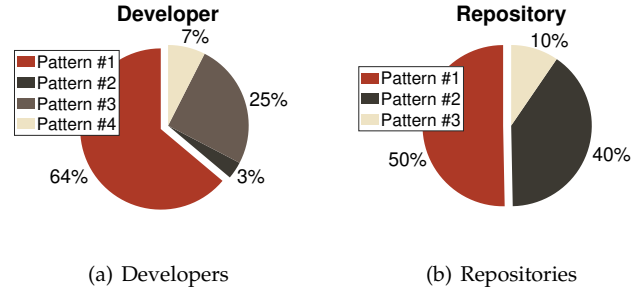 Developer
Pattern #1
Pattern #2
Pattern #3
Pattern #4
7%
25%
3%
64%
(a) Developers
Repository
Pattern #1
Pattern #2
Pattern #3
10%
40%
50%
(b) Repositories